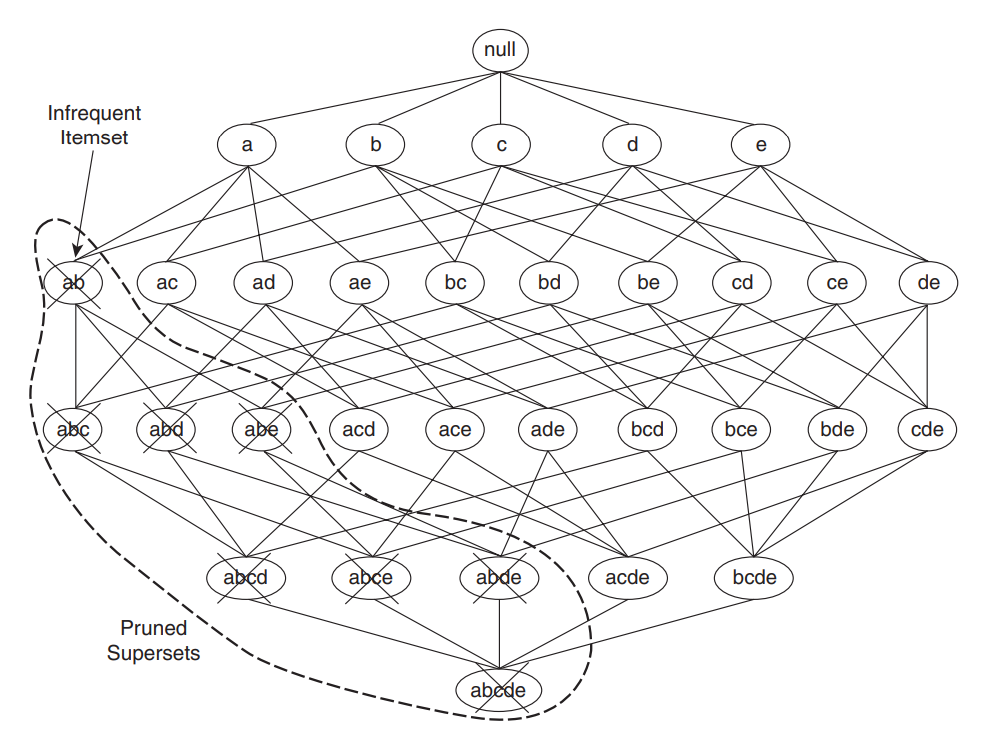 null
Infrequent
Itemset
a
b
c
d
e
ab
ac
ad
ae
bc
bd
be
cd
ce
de
abc
abd
abe
acd
ace
ade
bcd
bce
bde
cde
abcd
abce
abde
acde
bcde
Pruned
Supersets
abcde